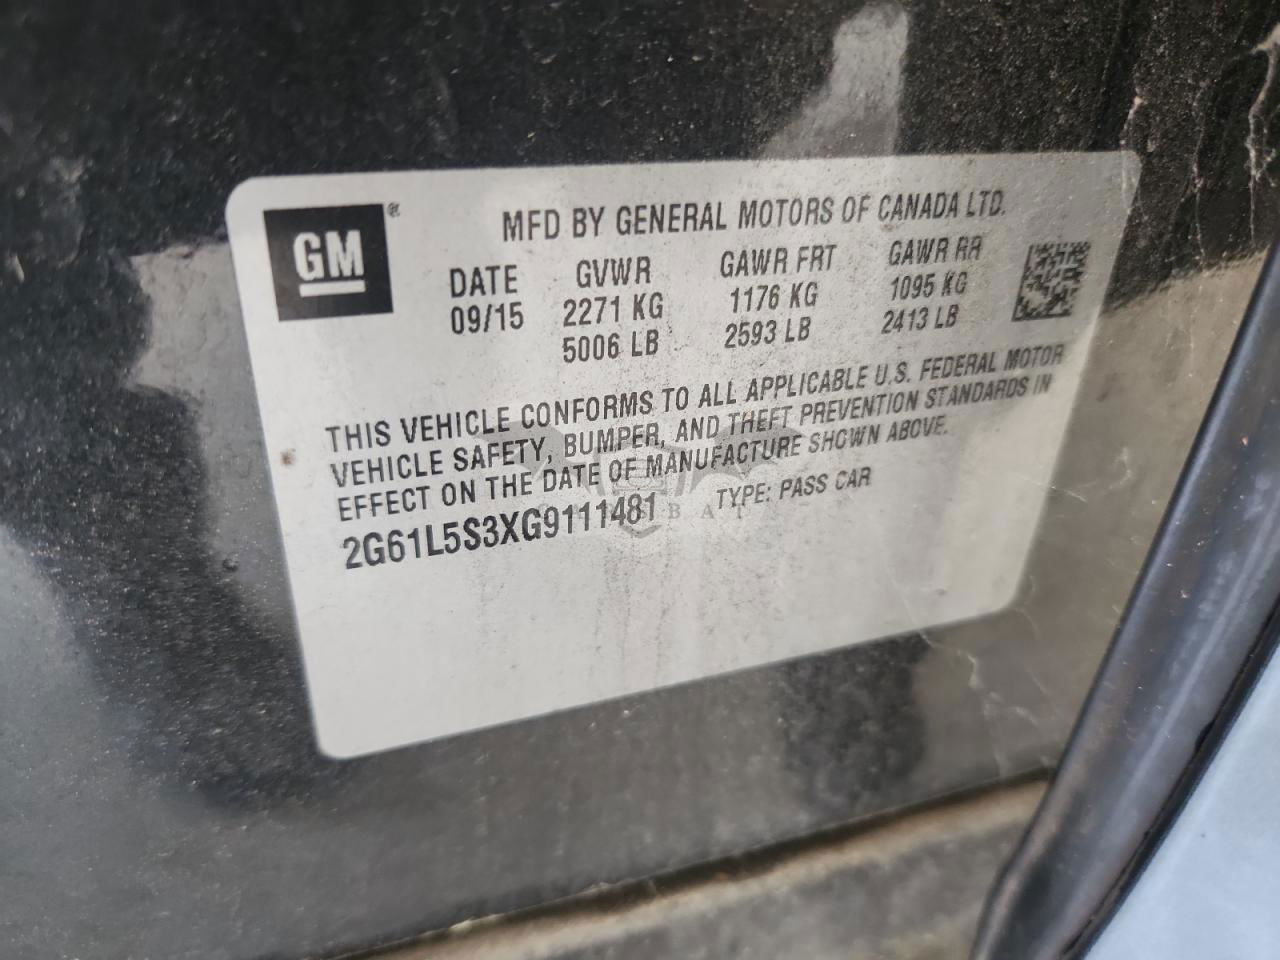 GM®
MFD BY GENERAL MOTORS OF CANADA LTD.
DATE GVWR GAWR FRT GAWR RR
09/15 2271 KG 1176 KG 1095 KG
5006 LB 2593 LB 2413 LB
THIS VEHICLE CONFORMS TO ALL APPLICABLE U.S. FEDERAL MOTOR
VEHICLE SAFETY, BUMPER, AND THEFT PREVENTION STANDARDS IN
EFFECT ON THE DATE OF MANUFACTURE SHOWN ABOVE.
2G61L5S3XG9111481 TYPE: PASS CAR